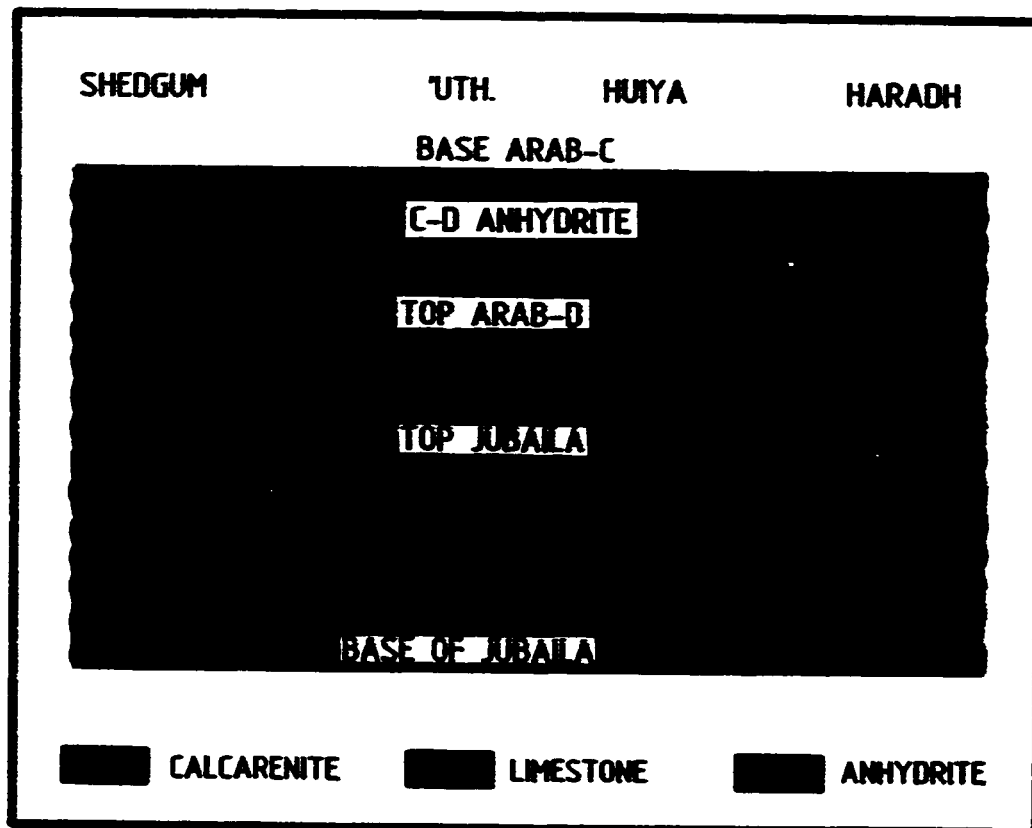 SHEDGUM 'UTH. HUIYA HARADH
BASE ARAB-C
C-D ANHYDRITE
TOP ARAB-D
TOP JUBAILA
BASE OF JUBAILA
CALCARENITE LIMESTONE ANHYDRITE